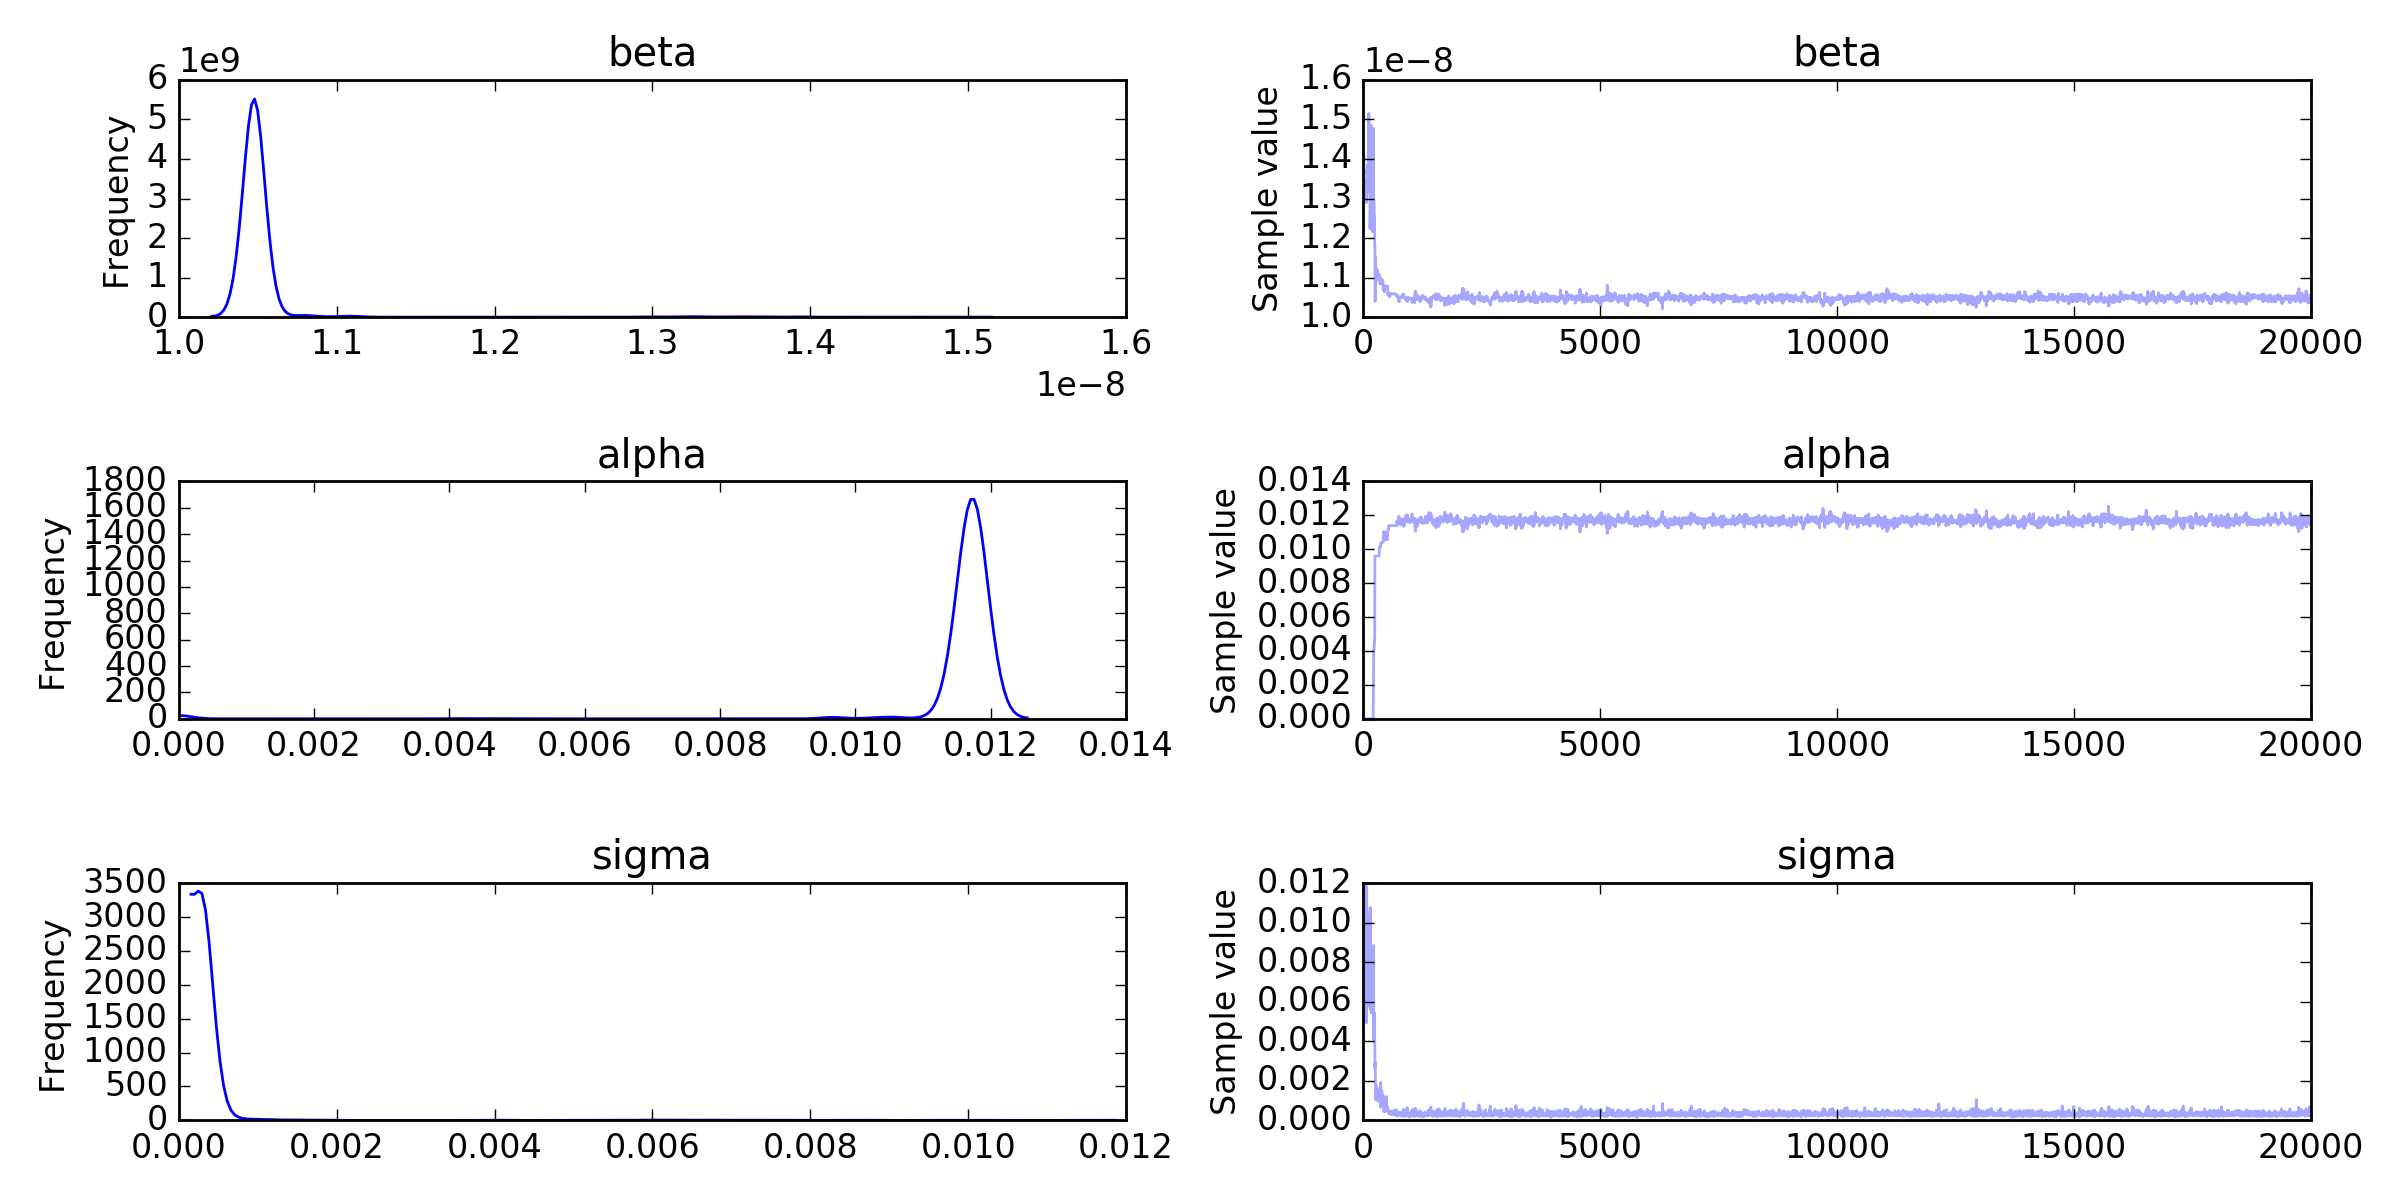 beta
1e9
6
5
4
3
2
1
0
Frequency
1.0 1.1 1.2 1.3 1.4 1.5 1.6
1e−8
beta
1e−8
1.6
1.5
1.4
1.3
1.2
1.1
1.0
Sample value
0 5000 10000 15000 20000
alpha
1800
1600
1400
1200
1000
800
600
400
200
0
Frequency
0.000 0.002 0.004 0.006 0.008 0.010 0.012 0.014
alpha
0.014
0.012
0.010
0.008
0.006
0.004
0.002
0.000
Sample value
0 5000 10000 15000 20000
sigma
3500
3000
2500
2000
1500
1000
500
0
Frequency
0.000 0.002 0.004 0.006 0.008 0.010 0.012
sigma
0.012
0.010
0.008
0.006
0.004
0.002
0.000
Sample value
0 5000 10000 15000 20000